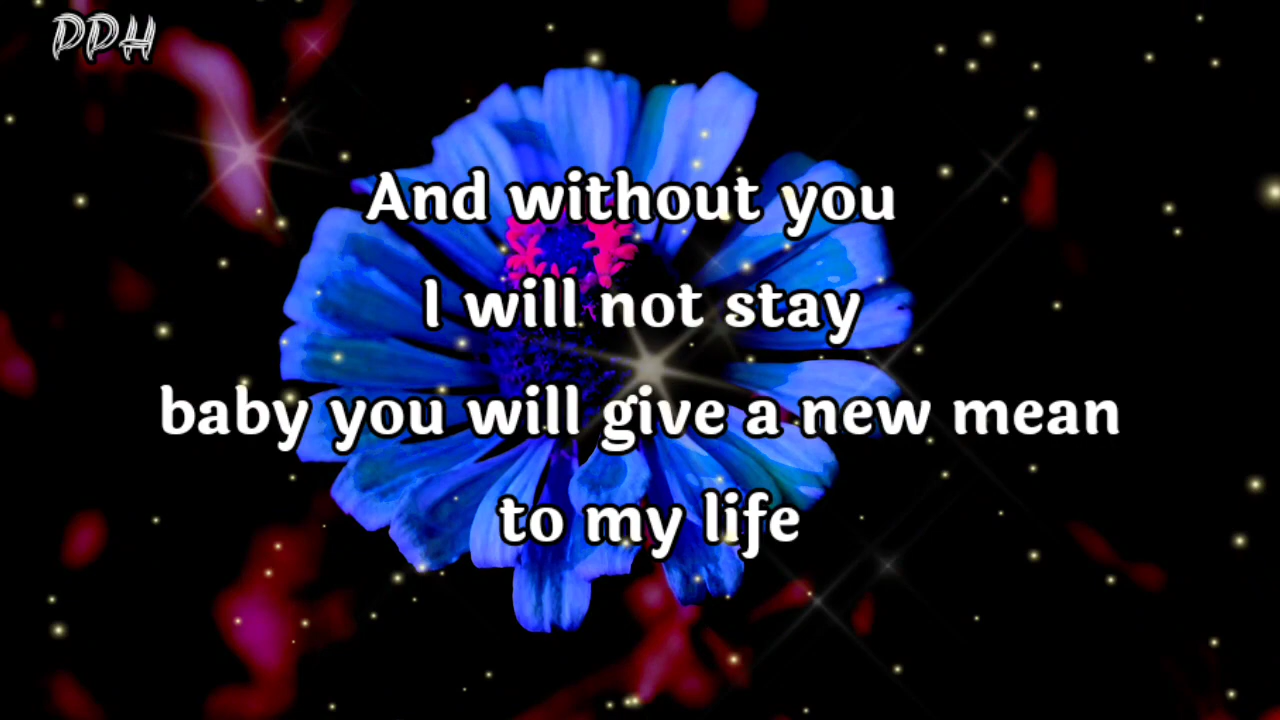 PPH
And without you
I will not stay
baby you will give a new mean
to my life